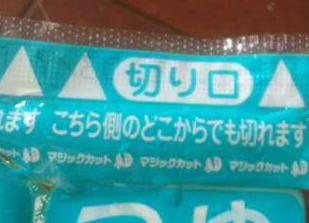 切り口
れます こちら側のどこからでも切れます
マジックカット マジックカット マジックカット